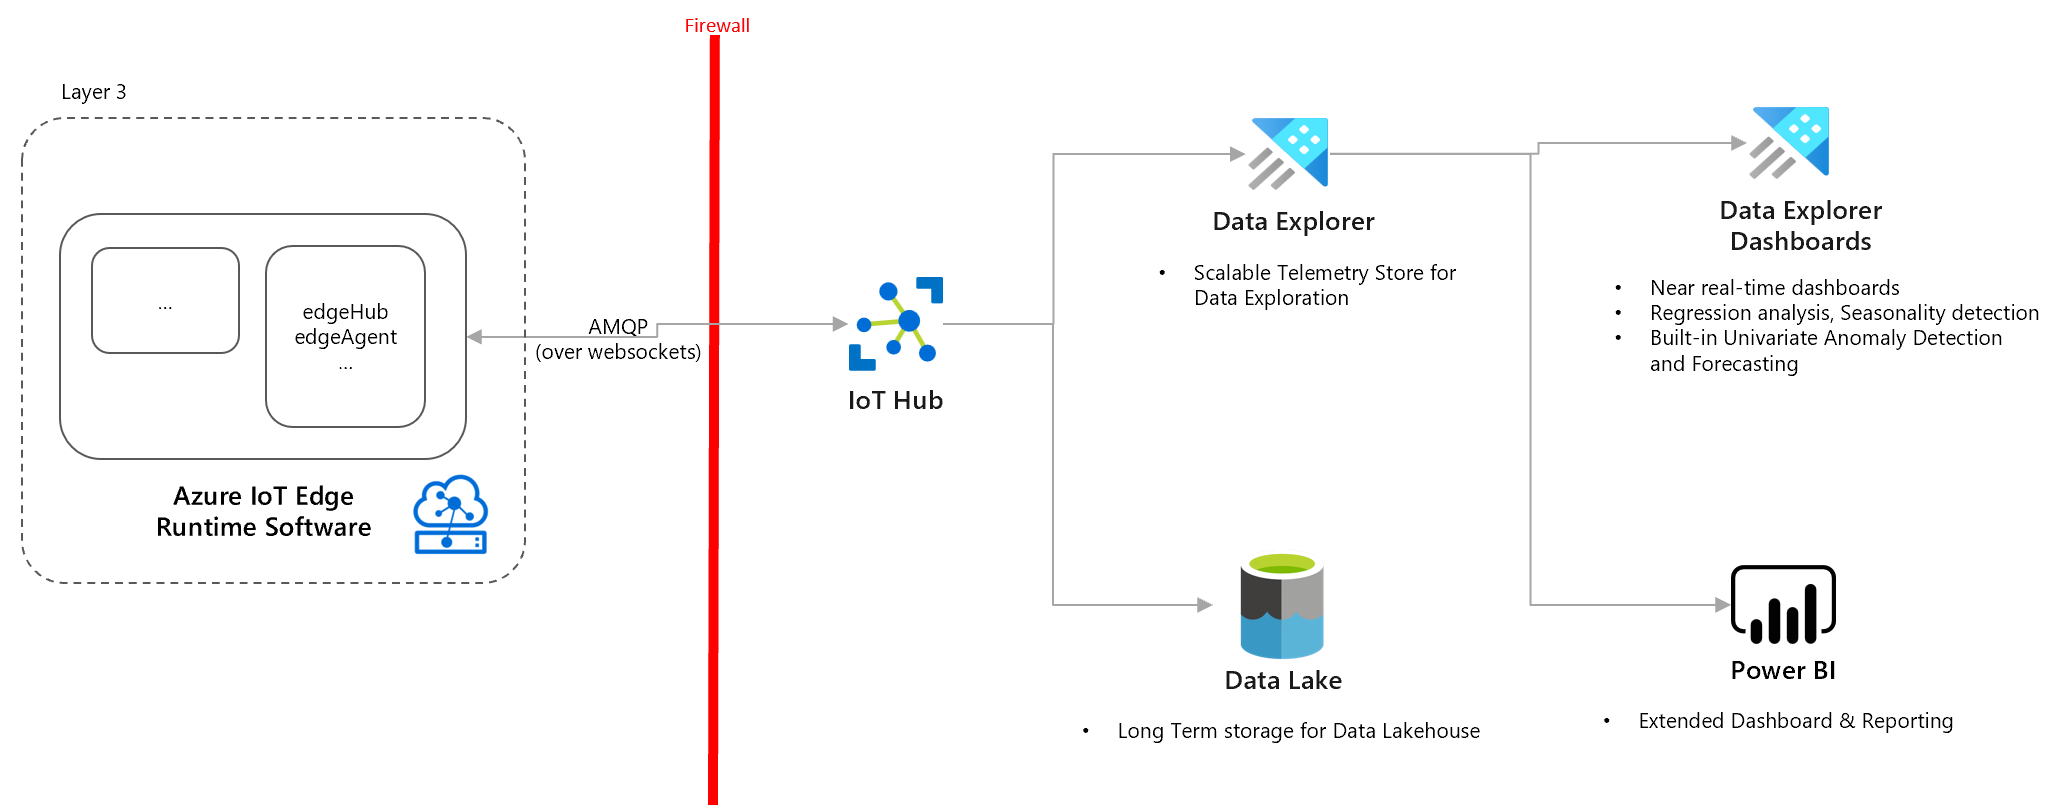 Firewall
Layer 3
...
edgeHub
edgeAgent
...
Azure IoT Edge
Runtime Software
AMQP
(over websockets)
IoT Hub
Data Explorer
• Scalable Telemetry Store for
Data Exploration
Data Explorer
Dashboards
• Near real-time dashboards
• Regression analysis, Seasonality detection
• Built-in Univariate Anomaly Detection
and Forecasting
Data Lake
• Long Term storage for Data Lakehouse
Power BI
• Extended Dashboard & Reporting